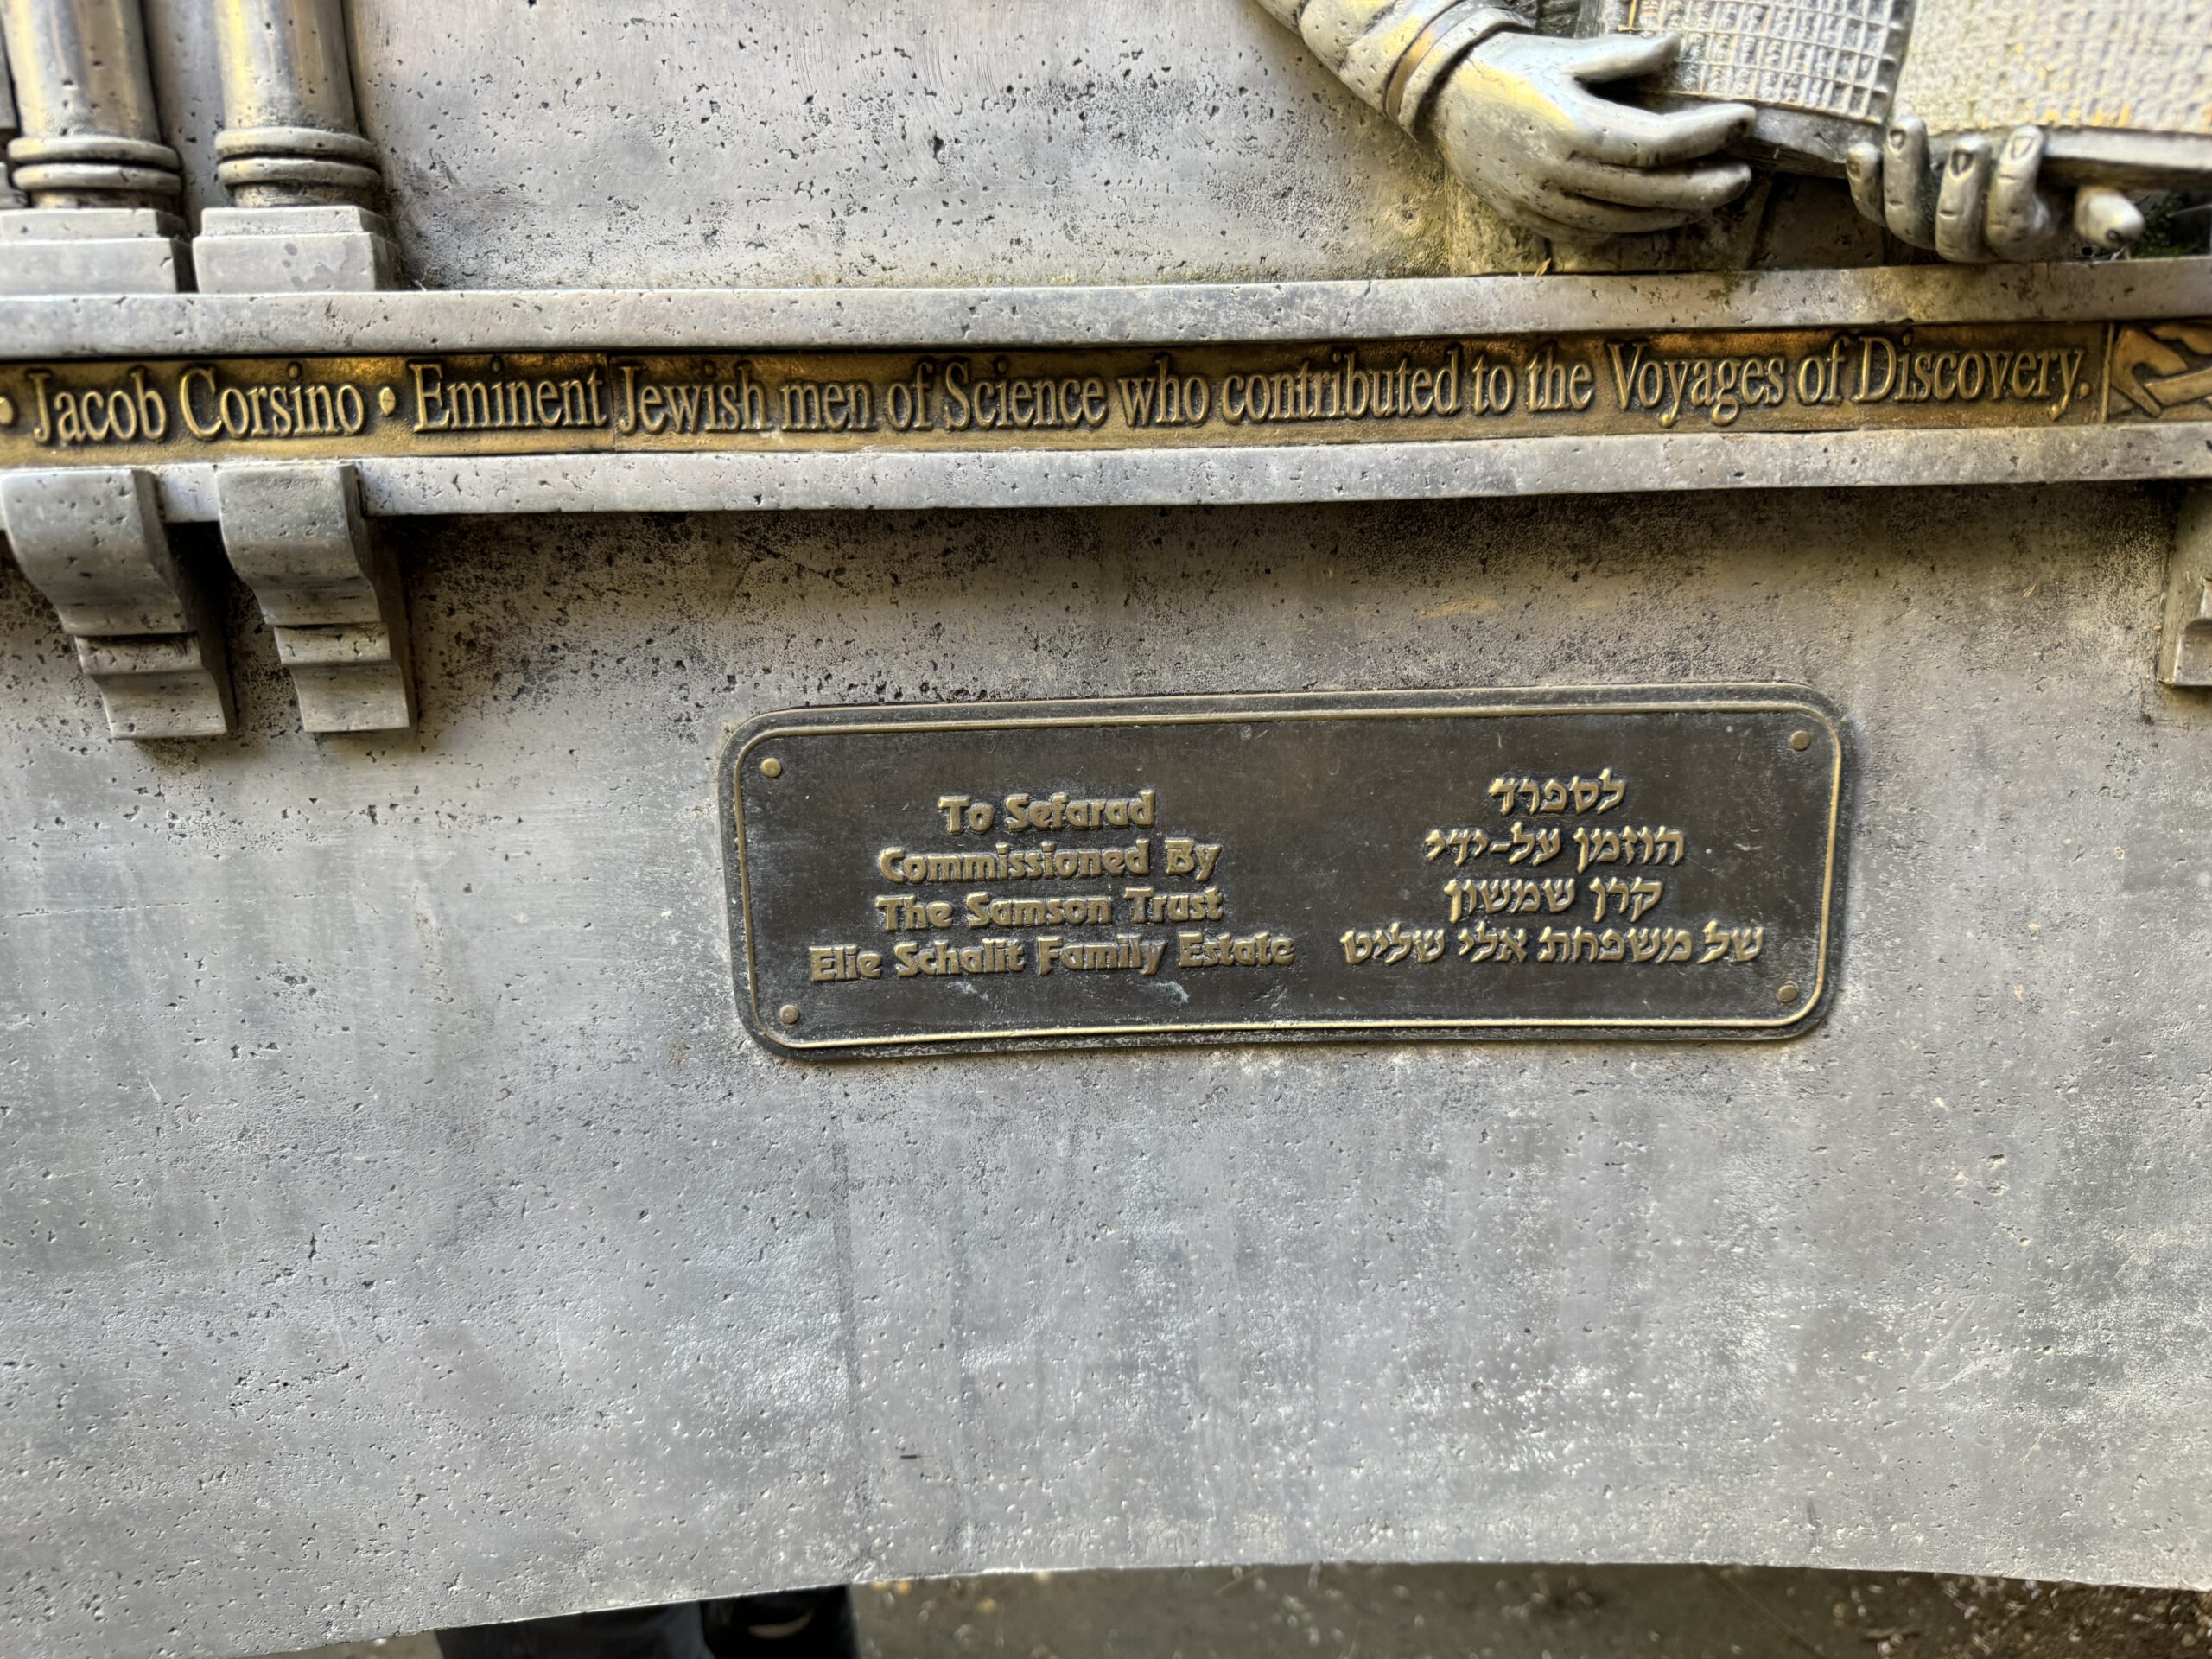 • Jacob Corsino • Eminent Jewish men of Science who contributed to the Voyages of Discovery.
To Sefarad
Commissioned By
The Samson Trust
Elie Schalit Family Estate
לספרד
הוזמן על-ידי
קרן שמשון
של משפחת אלי שליט